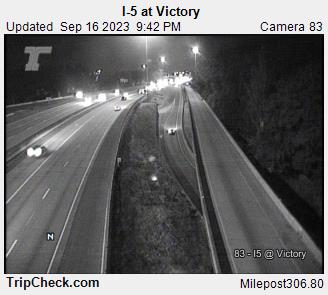 I-5 at Victory
Updated Sep 16 2023 9:42 PM Camera 83
T
N
83 - I5 @ Victory
TripCheck.com Milepost306.80